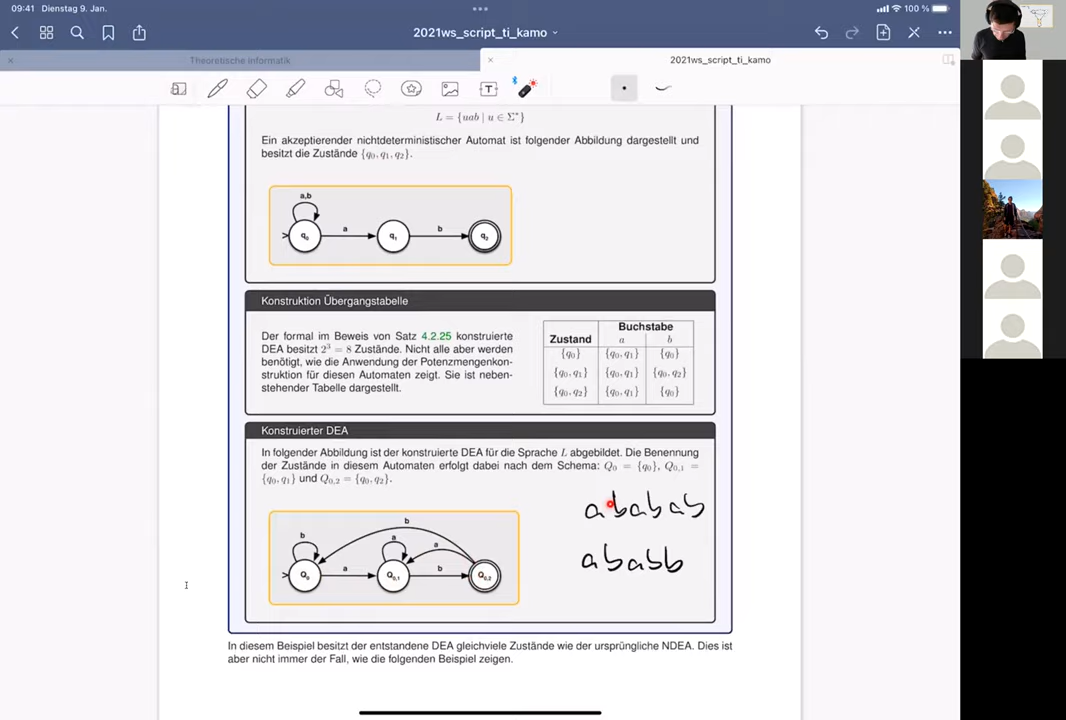 09:41 Dienstag 9. Jan.
100 %
2021ws_script_ti_kamo
Theoretische Informatik
2021ws_script_ti_kamo
L = {uab | u ∈ Σ*}
Ein akzeptierender nichtdeterministischer Automat ist folgender Abbildung dargestellt und
besitzt die Zustände {q₀, q₁, q₂}.
a,b
q₀ a q₁ b q₂
Konstruktion Übergangstabelle
Der formal im Beweis von Satz 4.2.25 konstruierte
DEA besitzt 2³ = 8 Zustände. Nicht alle aber werden
benötigt, wie die Anwendung der Potenzmengenkon-
struktion für diesen Automaten zeigt. Sie ist neben-
stehender Tabelle dargestellt.
Buchstabe
Zustand a b
{q₀} {q₀, q₁} {q₀}
{q₀, q₁} {q₀, q₁} {q₀, q₂}
{q₀, q₂} {q₀, q₁} {q₀}
Konstruierter DEA
In folgender Abbildung ist der konstruierte DEA für die Sprache L abgebildet. Die Benennung
der Zustände in diesem Automaten erfolgt dabei nach dem Schema: Q₀ = {q₀}, Q₀,₁ =
{q₀, q₁} und Q₀,₂ = {q₀, q₂}.
ababab
ababb
b
b a a
Q₀ a Q₀,₁ b Q₀,₂
In diesem Beispiel besitzt der entstandene DEA gleichviele Zustände wie der ursprüngliche NDEA. Dies ist
aber nicht immer der Fall, wie die folgenden Beispiel zeigen.